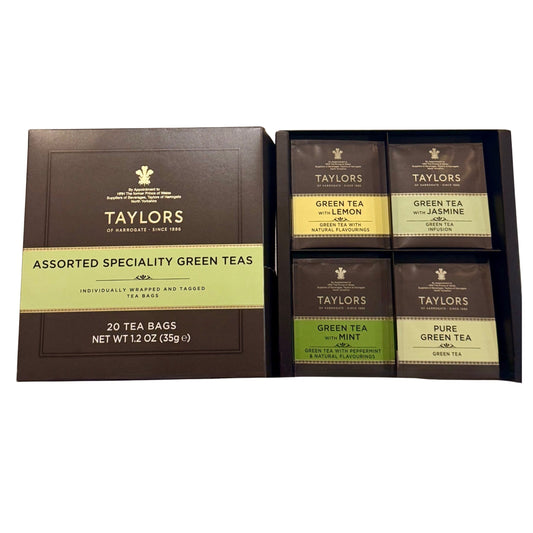 By Appointment to
HRH The former Prince of Wales
Suppliers of Beverages, Taylors of Harrogate
North Yorkshire
TAYLORS
OF HARROGATE · SINCE 1886
ASSORTED SPECIALITY GREEN TEAS
INDIVIDUALLY WRAPPED AND TAGGED
TEA BAGS
20 TEA BAGS
NET WT 1.2 OZ (35g e)
TAYLORS
OF HARROGATE · SINCE 1886
GREEN TEA
WITH LEMON
GREEN TEA WITH
NATURAL FLAVOURINGS
TAYLORS
OF HARROGATE · SINCE 1886
GREEN TEA
WITH JASMINE
GREEN TEA
INFUSION
TAYLORS
OF HARROGATE · SINCE 1886
GREEN TEA
WITH MINT
GREEN TEA WITH PEPPERMINT
& NATURAL FLAVOURINGS
TAYLORS
OF HARROGATE · SINCE 1886
PURE
GREEN TEA
GREEN TEA